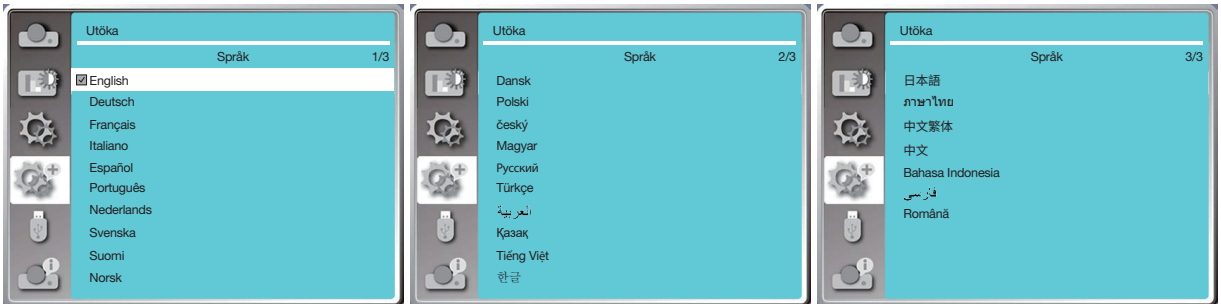 Utöka
Språk 1/3
English
Deutsch
Français
Italiano
Español
Português
Nederlands
Svenska
Suomi
Norsk
Utöka
Språk 2/3
Dansk
Polski
český
Magyar
Русский
Türkçe
العربية
Қазақ
Tiếng Việt
한글
Utöka
Språk 3/3
日本語
ภาษาไทย
中文繁体
中文
Bahasa Indonesia
فارسی
Română